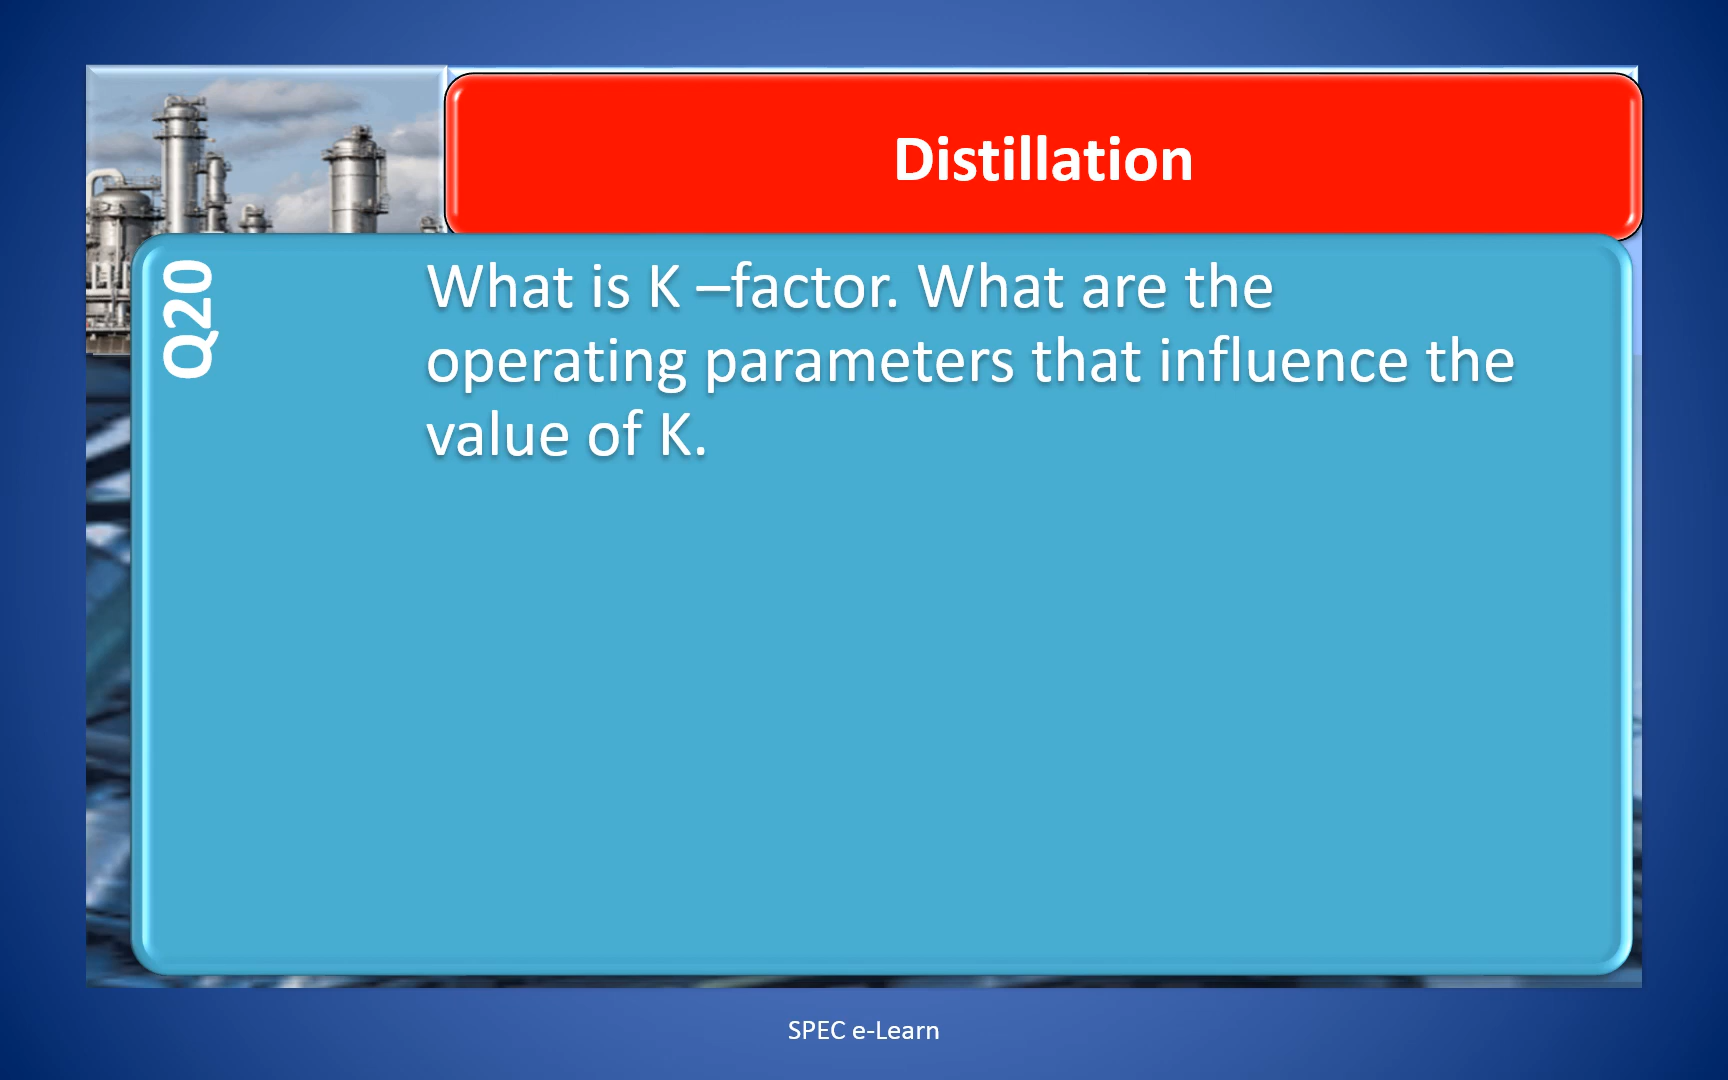 Distillation
Q20
What is K –factor. What are the
operating parameters that influence the
value of K.
SPEC e-Learn